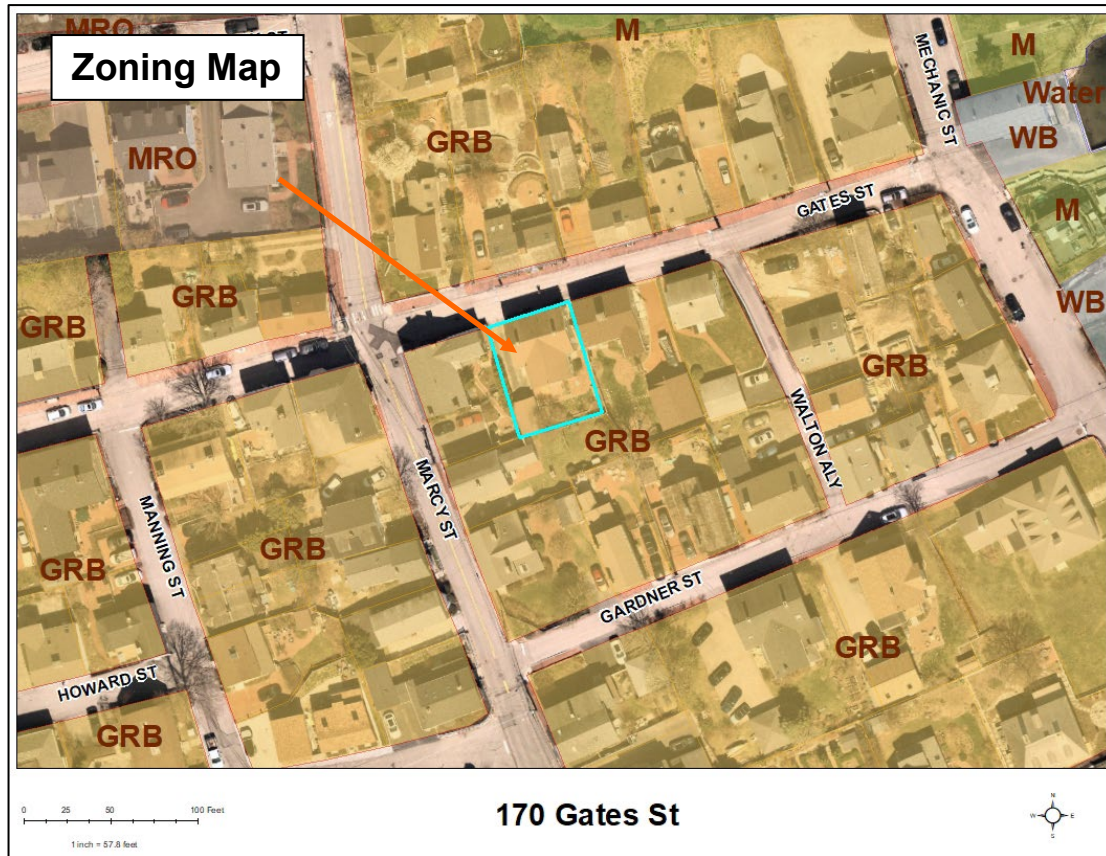 MRO
ST
Zoning Map
M
MECHANIC ST
M
Water
WB
GRB
MRO
GATES ST
M
GRB
WB
GRB
GRB
WALTON ALY
GRB
MARCY ST
MANNING ST
GRB
GRB
GARDNER ST
GRB
HOWARD ST
GRB
0 25 50 100 Feet
1 inch = 57.8 feet
170 Gates St
N
W E
S